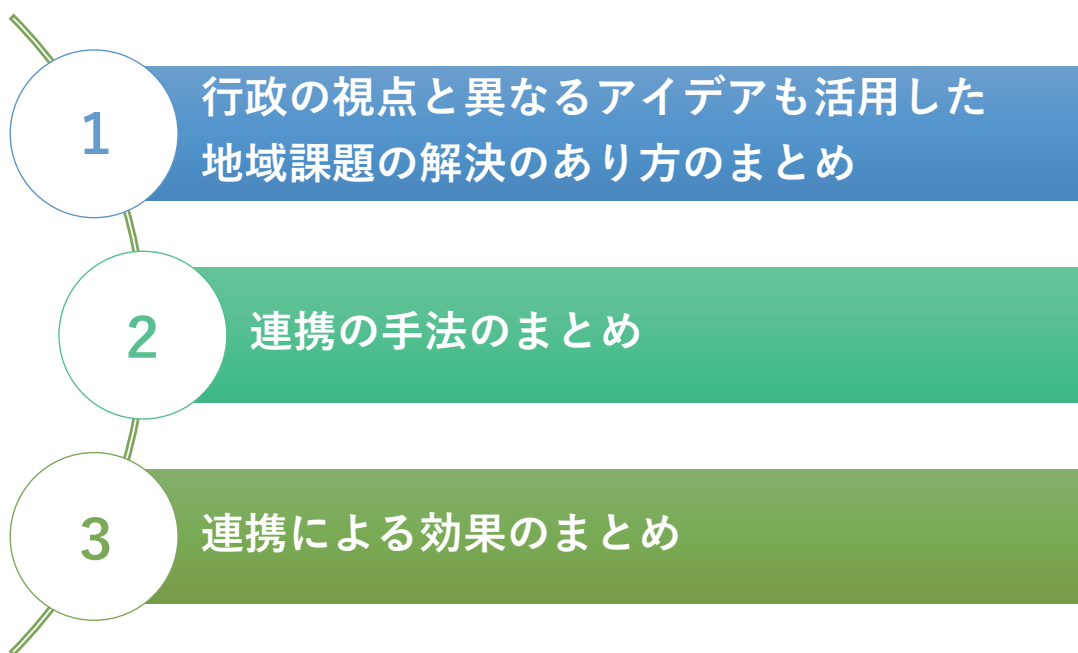 1
行政の視点と異なるアイデアも活用した
地域課題の解決のあり方のまとめ
2
連携の手法のまとめ
3
連携による効果のまとめ